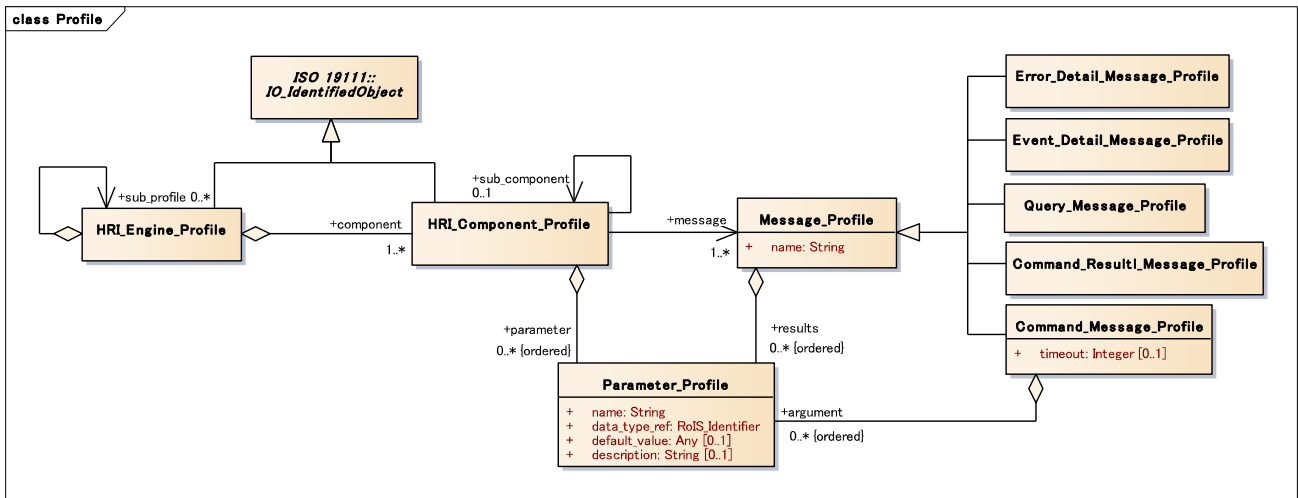 class Profile
ISO 19111::
IO_IdentifiedObject
Error_Detail_Message_Profile
Event_Detail_Message_Profile
+sub_profile 0..*
+sub_component
0..1
HRI_Engine_Profile
+component
1..*
HRI_Component_Profile
+message
1..*
Message_Profile
+ name: String
Query_Message_Profile
Command_Resultl_Message_Profile
Command_Message_Profile
+ timeout: Integer [0..1]
+parameter
0..* {ordered}
+results
0..* {ordered}
Parameter_Profile
+ name: String
+ data_type_ref: RoIS_Identifier
+ default_value: Any [0..1]
+ description: String [0..1]
+argument
0..* {ordered}